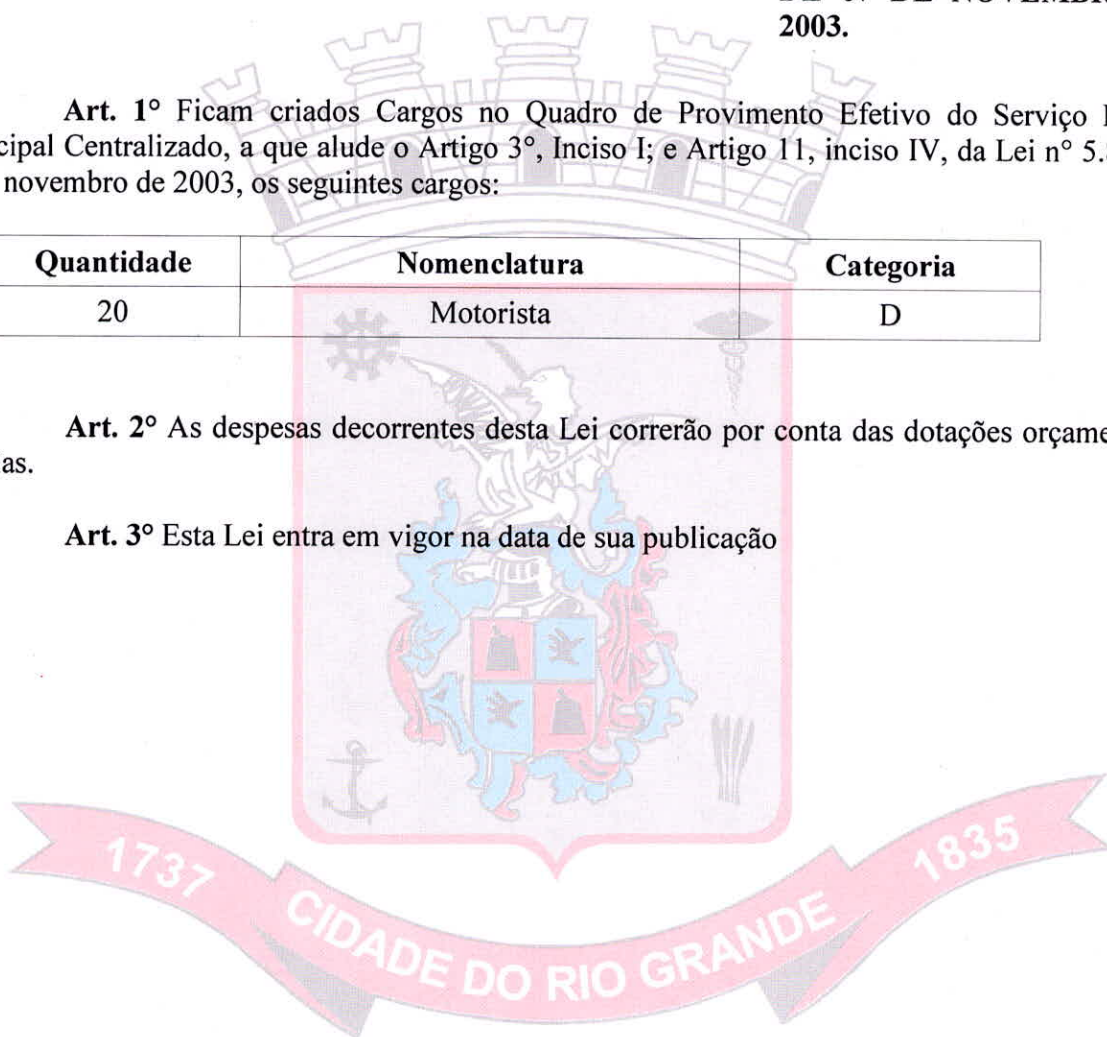 2003.
Art. 1° Ficam criados Cargos no Quadro de Provimento Efetivo do Serviço
cipal Centralizado, a que alude o Artigo 3°, Inciso I; e Artigo 11, inciso IV, da Lei n° 5.
novembro de 2003, os seguintes cargos:
Quantidade Nomenclatura Categoria
20 Motorista D
Art. 2° As despesas decorrentes desta Lei correrão por conta das dotações orçame
as.
Art. 3° Esta Lei entra em vigor na data de sua publicação
1737 CIDADE DO RIO GRANDE 1835